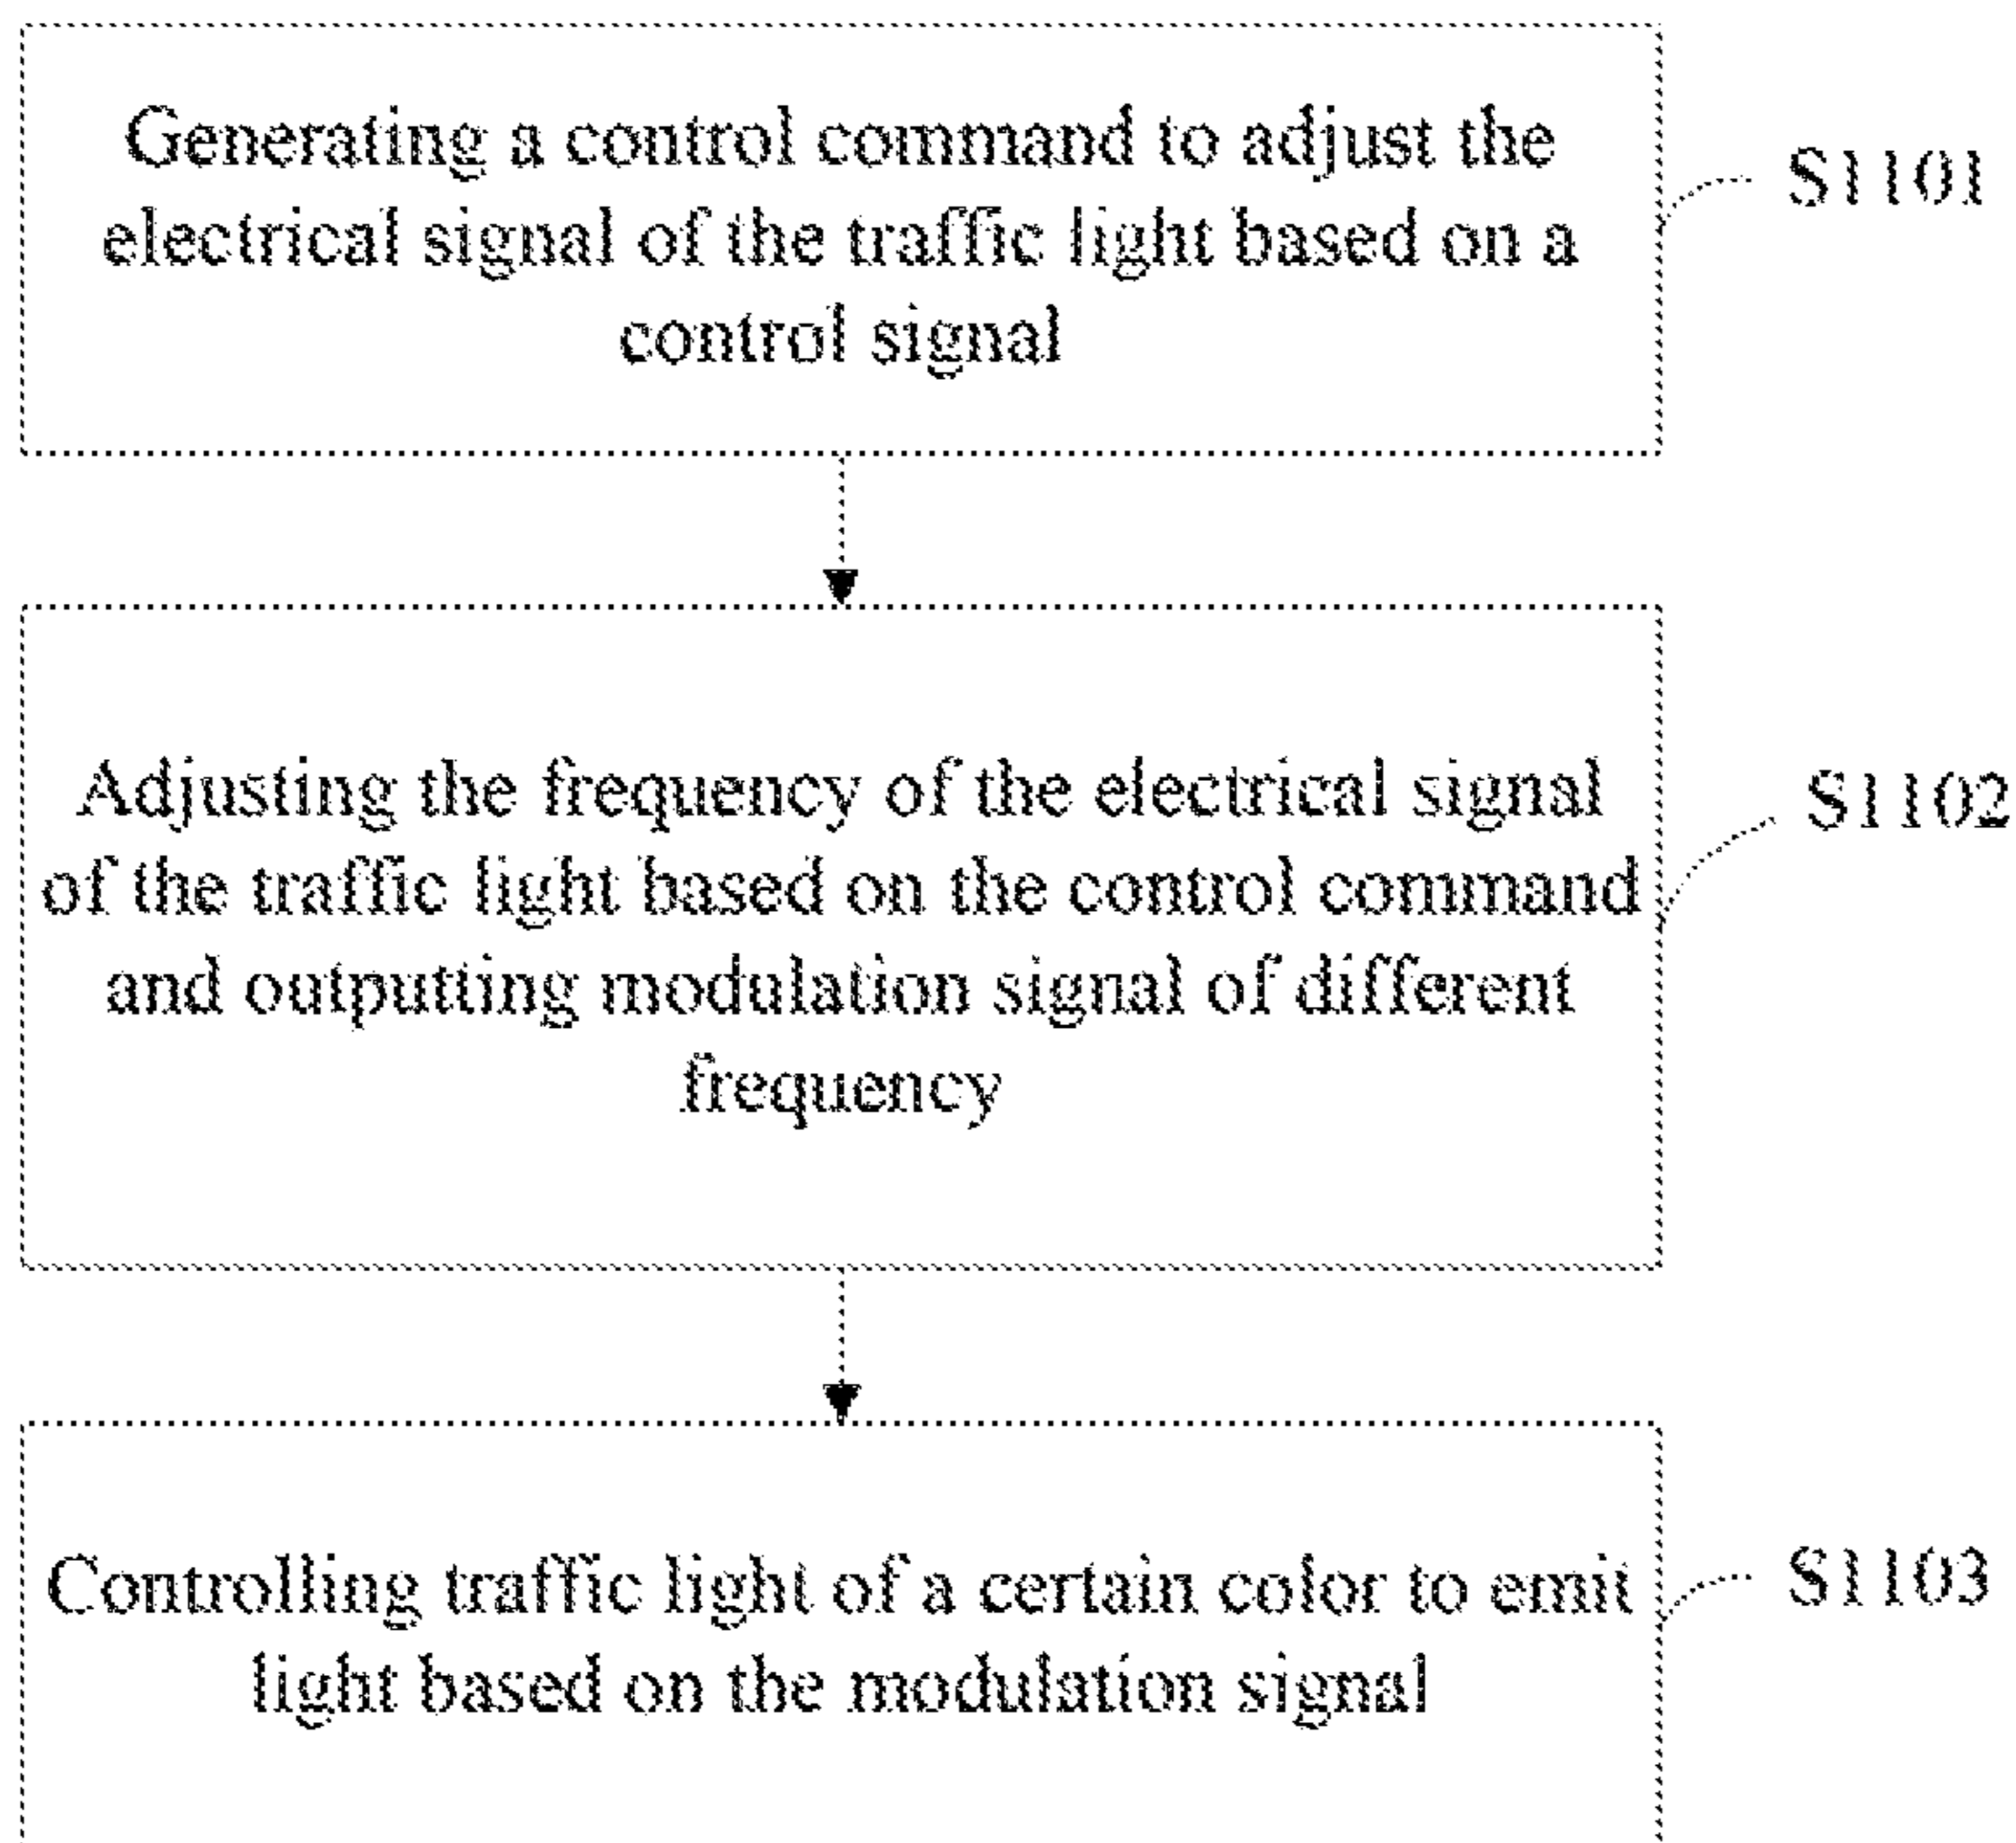 Generating a control command to adjust the
electrical signal of the traffic light based on a
control signal
S1101
Adjusting the frequency of the electrical signal
of the traffic light based on the control command
and outputting modulation signal of different
frequency
S1102
Controlling traffic light of a certain color to emit
light based on the modulation signal
S1103